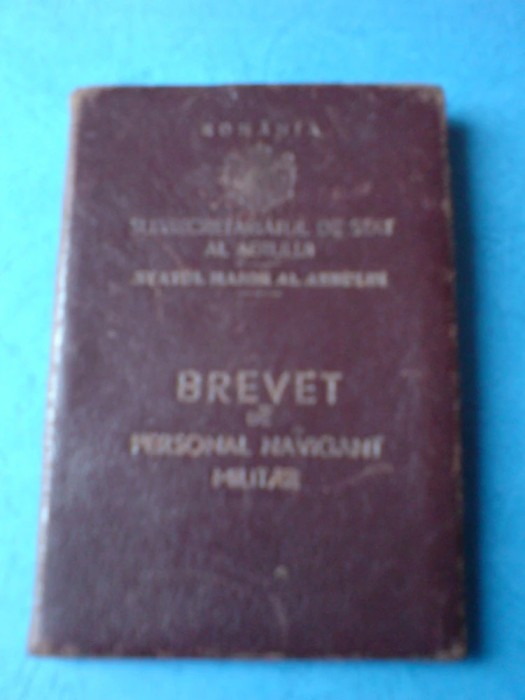 ROMÂNIA
SUBSECRETARIATUL DE STAT
AL AERULUI
STATUL MAJOR AL AERULUI
BREVET
DE
PERSONAL NAVIGANT
MILITAR